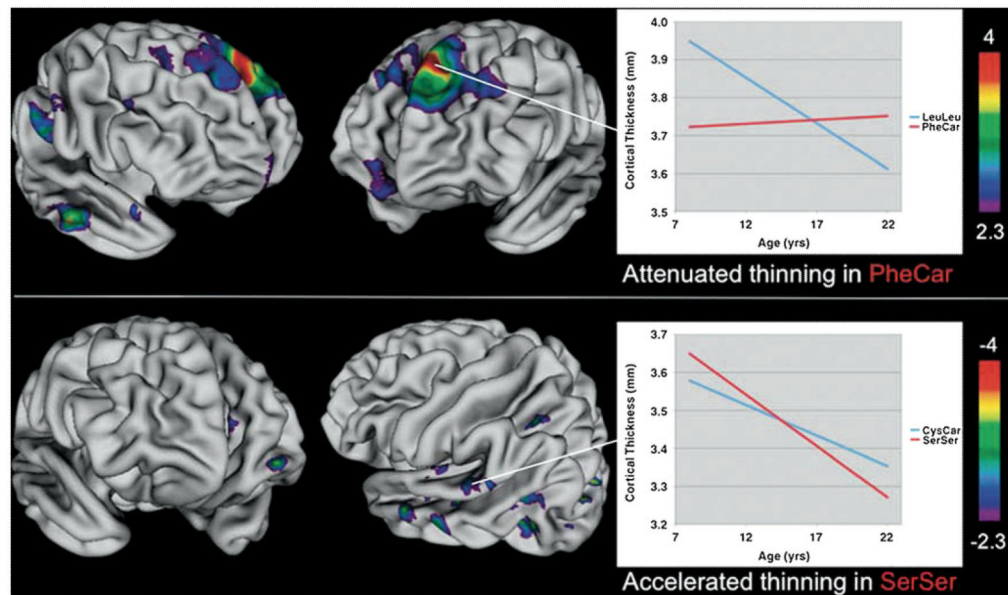 4.0
3.9
3.8
3.7
3.6
3.5
Cortical Thickness (mm)
7 12 17 22
Age (yrs)
LeuLeu
PheCar
4
2.3
Attenuated thinning in PheCar
3.7
3.6
3.5
3.4
3.3
3.2
Cortical Thickness (mm)
7 12 17 22
Age (yrs)
CysCar
SerSer
-4
-2.3
Accelerated thinning in SerSer